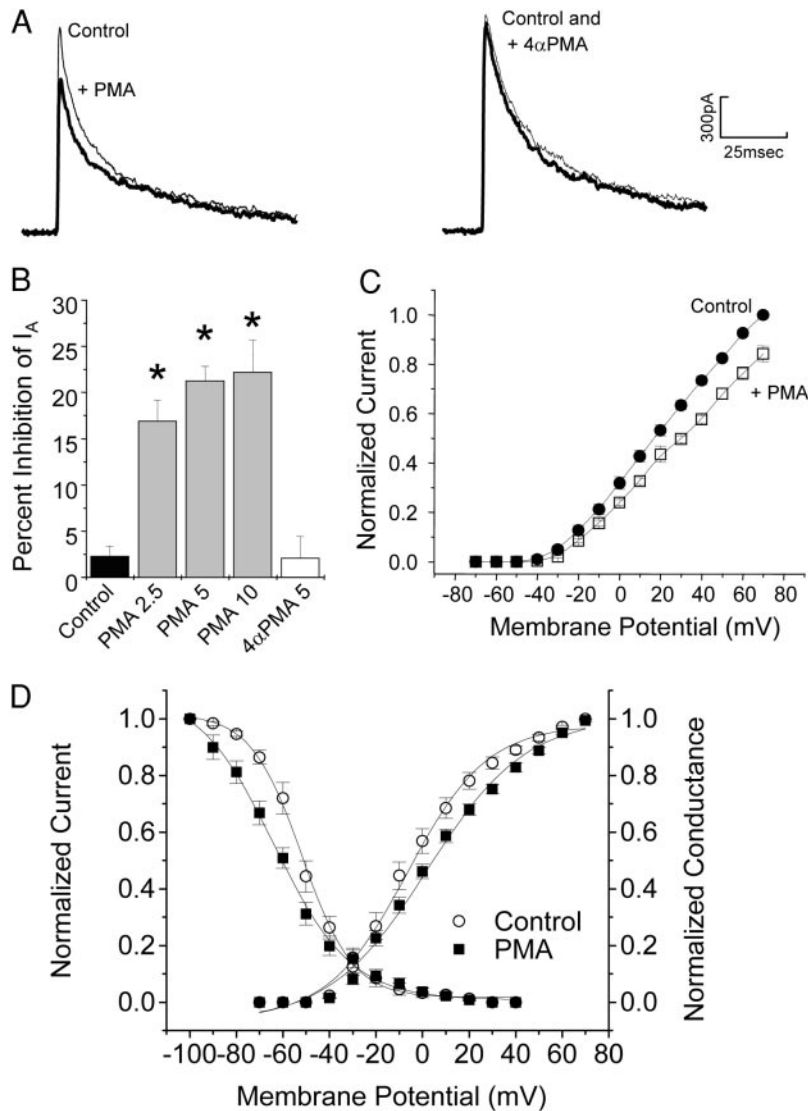 A
Control
+ PMA
Control and
+ 4αPMA
300pA
25msec
B
Percent Inhibition of I_A
30
25
20
15
10
5
0
*
*
*
Control
PMA 2.5
PMA 5
PMA 10
4αPMA 5
C
Normalized Current
1.0
0.8
0.6
0.4
0.2
0.0
Control
+ PMA
-80 -60 -40 -20 0 20 40 60 80
Membrane Potential (mV)
D
Normalized Current
1.0
0.8
0.6
0.4
0.2
0.0
Control
PMA
1.0
0.8
0.6
0.4
0.2
0.0
Normalized Conductance
-100 -80 -60 -40 -20 0 20 40 60 80
Membrane Potential (mV)